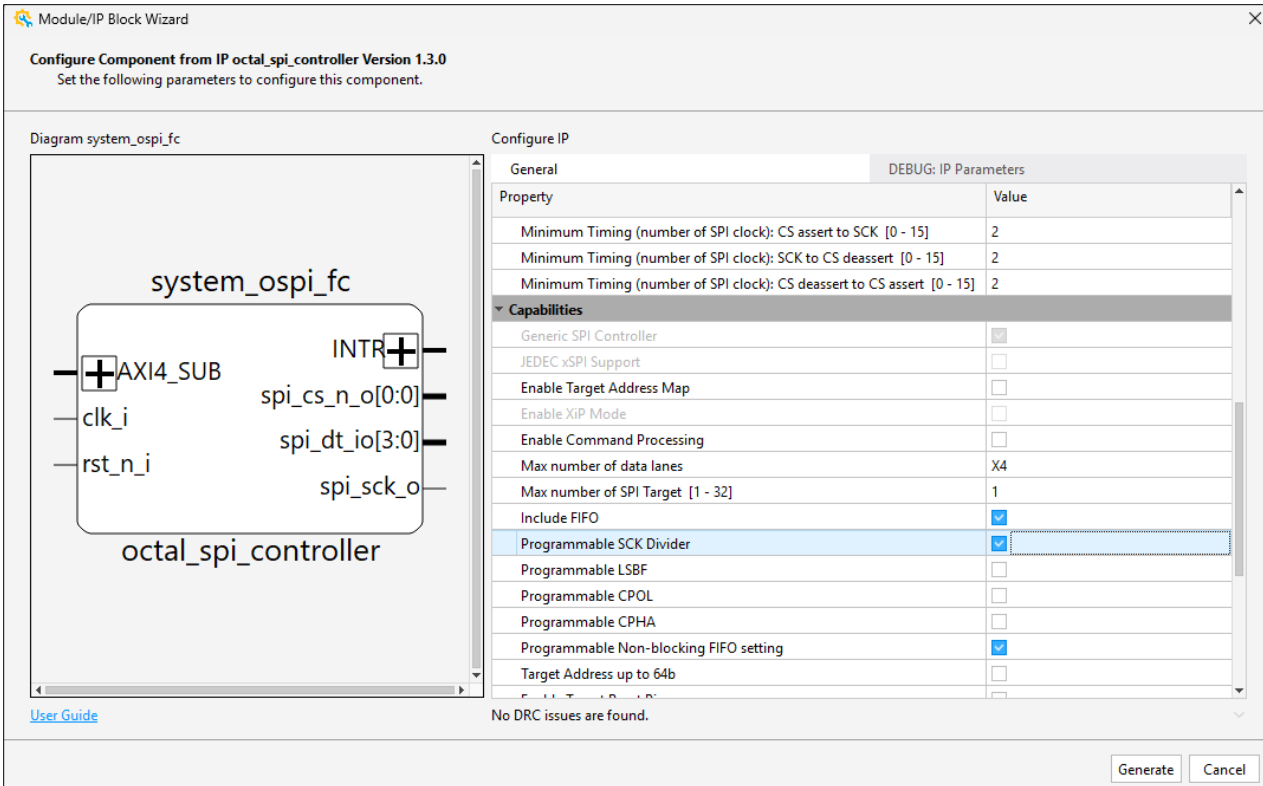 Module/IP Block Wizard
Configure Component from IP octal_spi_controller Version 1.3.0
Set the following parameters to configure this component.
Diagram system_ospi_fc
system_ospi_fc
AXI4_SUB
clk_i
rst_n_i
INTR
spi_cs_n_o[0:0]
spi_dt_io[3:0]
spi_sck_o
octal_spi_controller
User Guide
Configure IP
General DEBUG: IP Parameters
Property Value
Minimum Timing (number of SPI clock): CS assert to SCK [0 - 15] 2
Minimum Timing (number of SPI clock): SCK to CS deassert [0 - 15] 2
Minimum Timing (number of SPI clock): CS deassert to CS assert [0 - 15] 2
Capabilities
Generic SPI Controller
JEDEC xSPI Support
Enable Target Address Map
Enable XiP Mode
Enable Command Processing
Max number of data lanes X4
Max number of SPI Target [1 - 32] 1
Include FIFO
Programmable SCK Divider
Programmable LSBF
Programmable CPOL
Programmable CPHA
Programmable Non-blocking FIFO setting
Target Address up to 64b
No DRC issues are found.
Generate Cancel